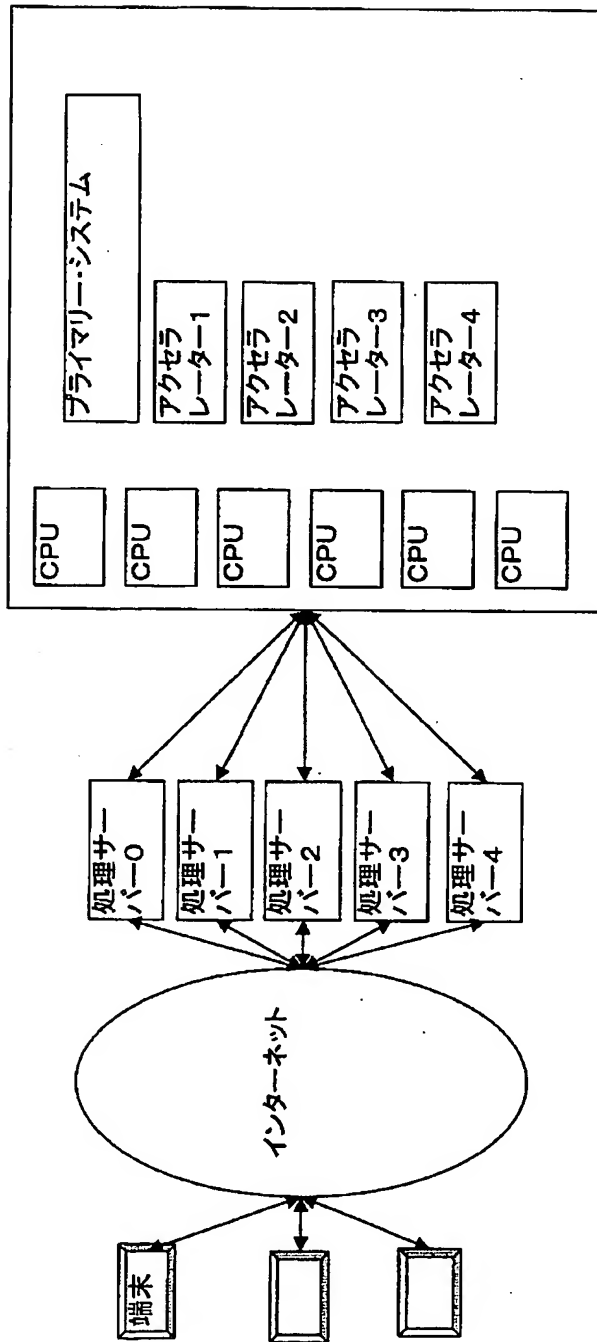 端末
インターネット
処理サー
バー0
処理サー
バー1
処理サー
バー2
処理サー
バー3
処理サー
バー4
CPU
CPU
CPU
CPU
CPU
CPU
プライマリー・システム
アクセラ
レーター1
アクセラ
レーター2
アクセラ
レーター3
アクセラ
レーター4